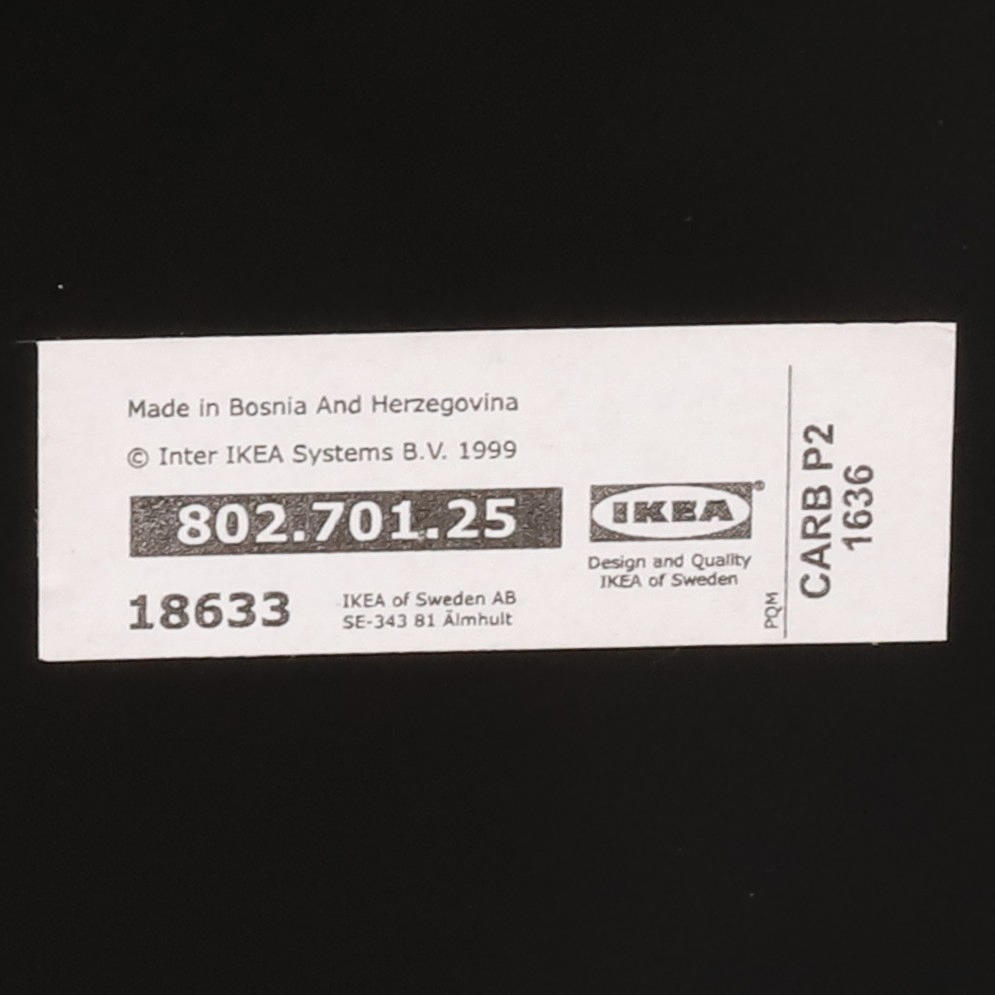 Made in Bosnia And Herzegovina
© Inter IKEA Systems B.V. 1999
802.701.25
IKEA®
Design and Quality
IKEA of Sweden
18633
IKEA of Sweden AB
SE-343 81 Älmhult
PQM
CARB P2
1636